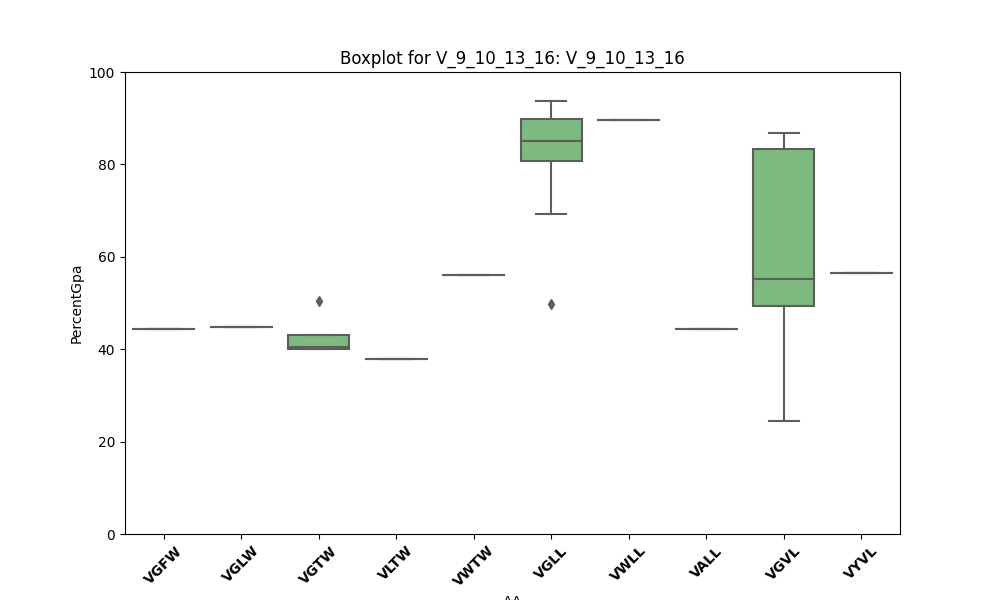 Boxplot for V_9_10_13_16: V_9_10_13_16
PercentGpa
100
80
60
40
20
0
VGFW
VGLW
VGTW
VLTW
VWTW
VGLL
VWLL
VALL
VGVL
VYVL